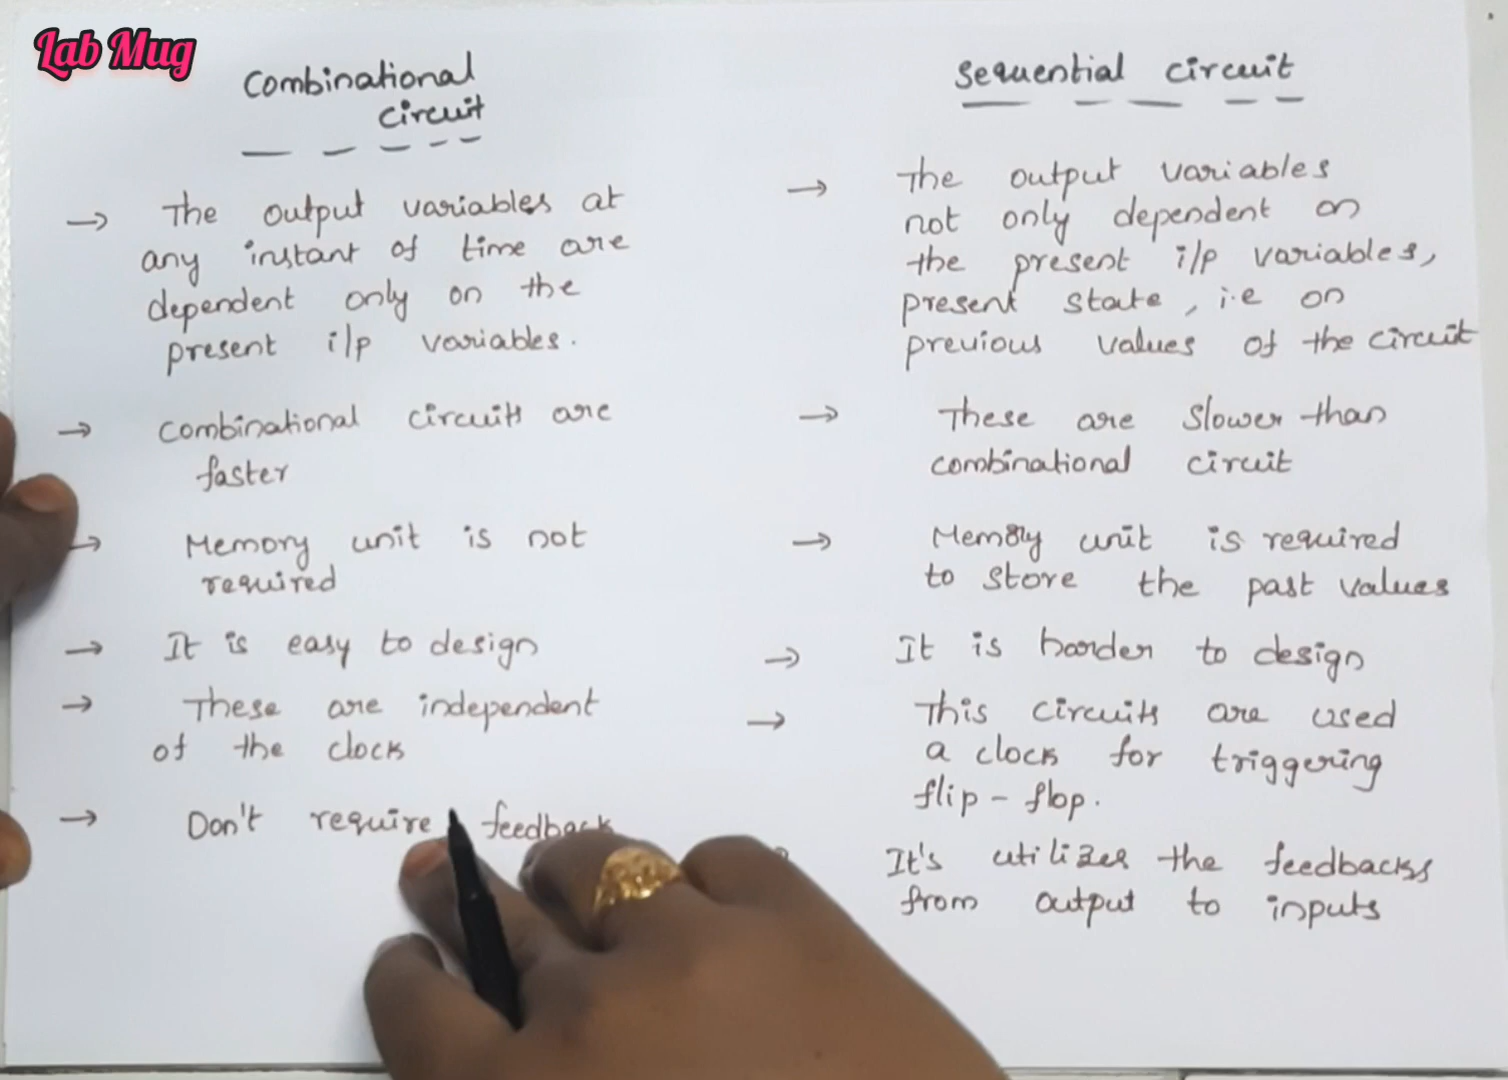 Lab Mug
Combinational
circuit
→ The output variables at
any instant of time are
dependent only on the
present i/p variables.
→ Combinational circuits are
faster
→ Memory unit is not
required
→ It is easy to design
→ These are independent
of the clock
→ Don't require feedback
Sequential circuit
→ The output variables
not only dependent on
the present i/p variables,
present state, i.e on
previous values of the circuit
→ These are slower than
combinational circuit
→ Memory unit is required
to store the past values
→ It is harder to design
→ This circuits are used
a clock for triggering
flip-flop.
It's utilizes the feedbacks
from output to inputs